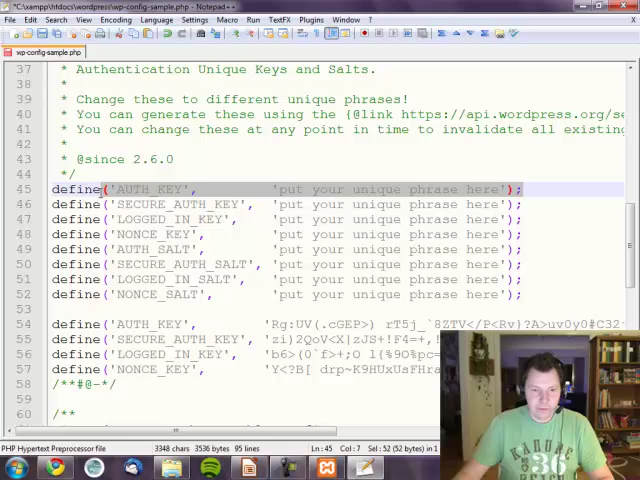 *C:\xampp\htdocs\wordpress\wp-config-sample.php - Notepad++
File Edit Search View Encoding Language Settings Macro Run TextFX Plugins Window ?
wp-config-sample.php
37 * Authentication Unique Keys and Salts.
38 *
39 * Change these to different unique phrases!
40 * You can generate these using the {@link https://api.wordpress.org/se
41 * You can change these at any point in time to invalidate all existing
42 *
43 * @since 2.6.0
44 */
45 define('AUTH_KEY', 'put your unique phrase here');
46 define('SECURE_AUTH_KEY', 'put your unique phrase here');
47 define('LOGGED_IN_KEY', 'put your unique phrase here');
48 define('NONCE_KEY', 'put your unique phrase here');
49 define('AUTH_SALT', 'put your unique phrase here');
50 define('SECURE_AUTH_SALT', 'put your unique phrase here');
51 define('LOGGED_IN_SALT', 'put your unique phrase here');
52 define('NONCE_SALT', 'put your unique phrase here');
53
54 define('AUTH_KEY',
55 define('SECURE_AUTH_KEY',
56 define('LOGGED_IN_KEY',
57 define('NONCE_KEY',
58 /**#@-*/
59
60 /**
PHP Hypertext Preprocessor file 3348 chars 3536 bytes 95 lines Ln : 45 Col : 7 Sel : 52 (52 bytes) in 1 ran
KANURE
36